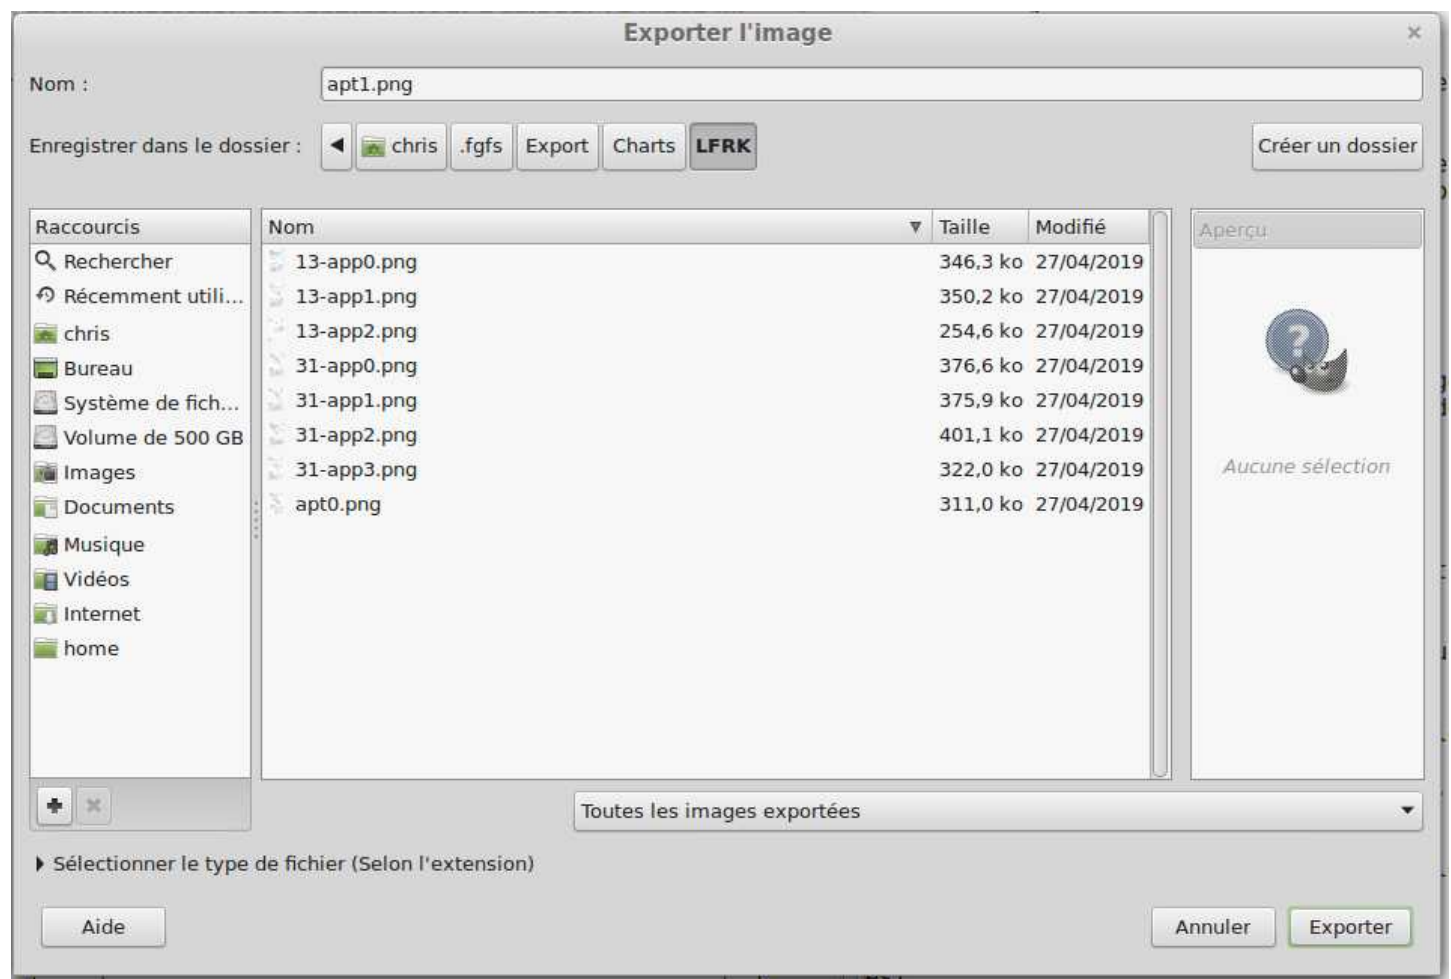 Exporter l'image
Nom :
apt1.png
Enregistrer dans le dossier :
chris
.fgfs
Export
Charts
LFRK
Créer un dossier
Raccourcis
Rechercher
Récemment utili...
chris
Bureau
Système de fich...
Volume de 500 GB
Images
Documents
Musique
Vidéos
Internet
home
Nom Taille Modifié
13-app0.png 346,3 ko 27/04/2019
13-app1.png 350,2 ko 27/04/2019
13-app2.png 254,6 ko 27/04/2019
31-app0.png 376,6 ko 27/04/2019
31-app1.png 375,9 ko 27/04/2019
31-app2.png 401,1 ko 27/04/2019
31-app3.png 322,0 ko 27/04/2019
apt0.png 311,0 ko 27/04/2019
Aperçu
Aucune sélection
Toutes les images exportées
Sélectionner le type de fichier (Selon l'extension)
Aide
Annuler
Exporter